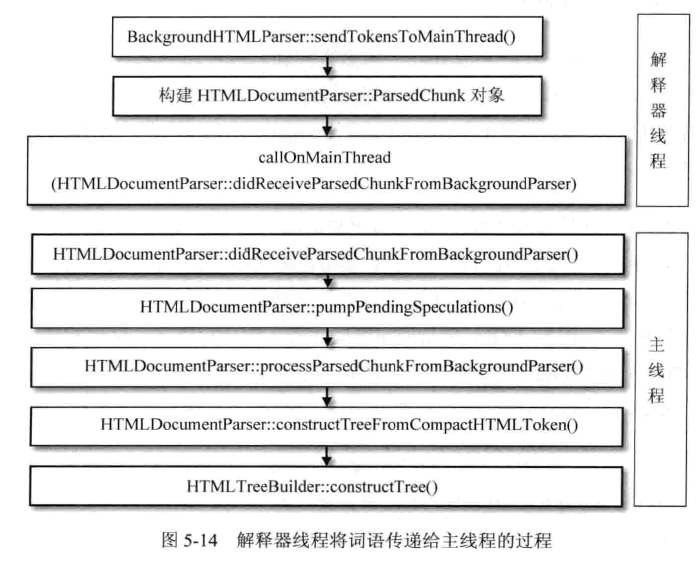 BackgroundHTMLParser::sendTokensToMainThread()
构建 HTMLDocumentParser::ParsedChunk 对象
callOnMainThread
(HTMLDocumentParser::didReceiveParsedChunkFromBackgroundParser)
解释器线程
HTMLDocumentParser::didReceiveParsedChunkFromBackgroundParser()
HTMLDocumentParser::pumpPendingSpeculations()
HTMLDocumentParser::processParsedChunkFromBackgroundParser()
HTMLDocumentParser::constructTreeFromCompactHTMLToken()
HTMLTreeBuilder::constructTree()
主线程
图 5-14 解释器线程将词语传递给主线程的过程